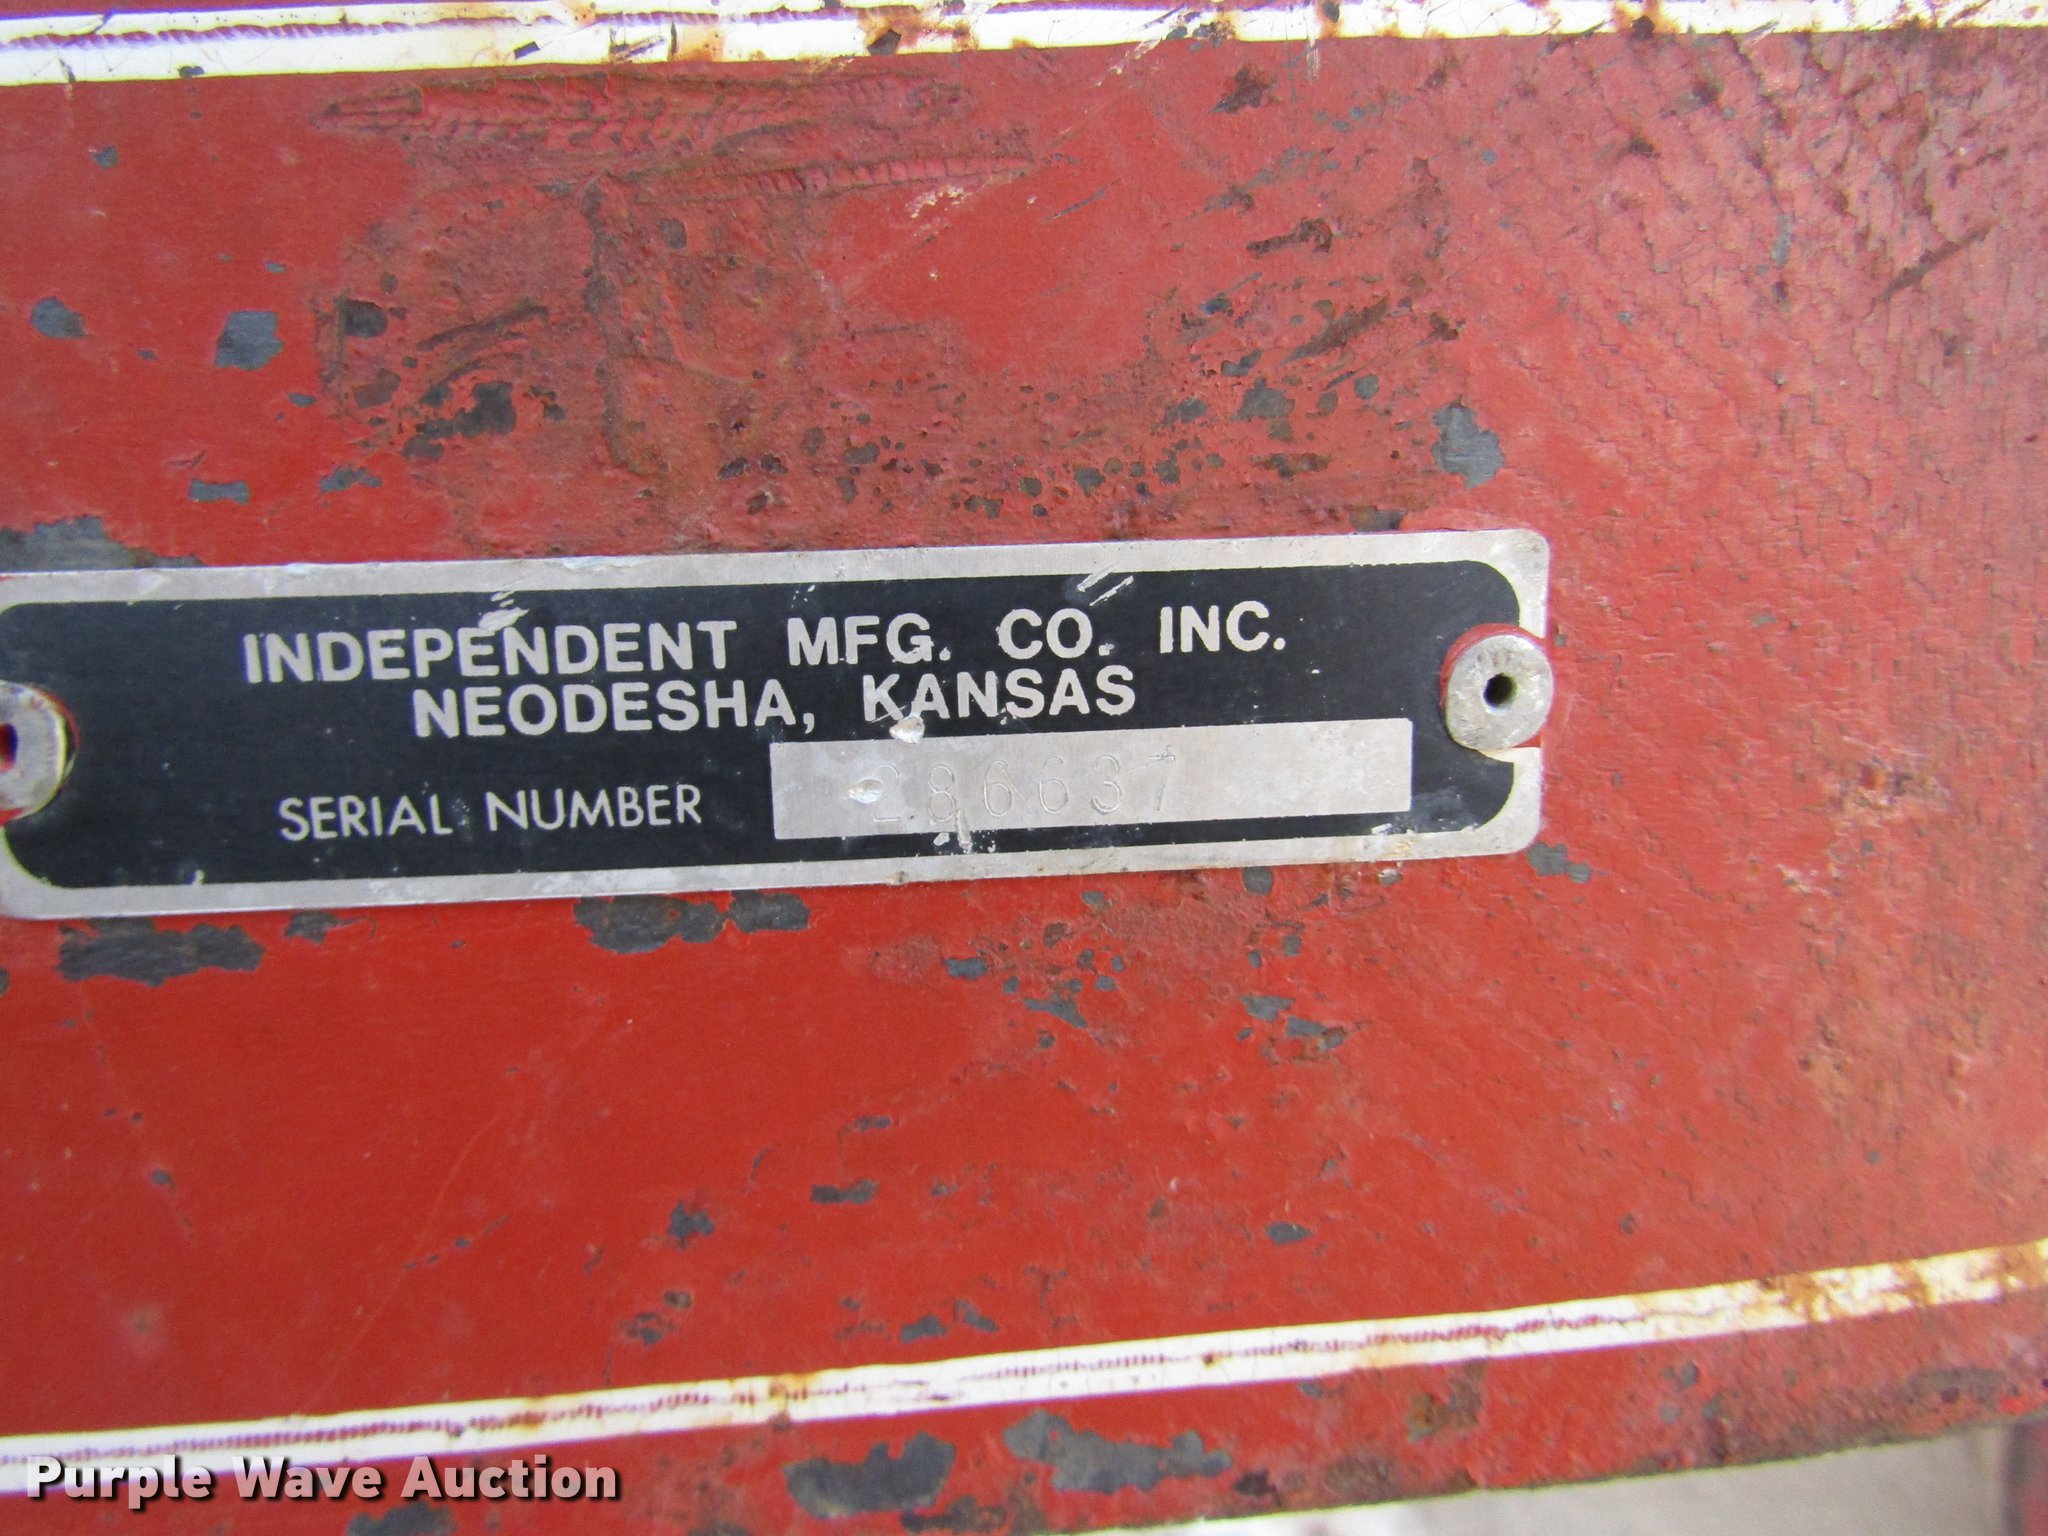 INDEPENDENT MFG. CO. INC.
NEODESHA, KANSAS
SERIAL NUMBER 286637
Purple Wave Auction